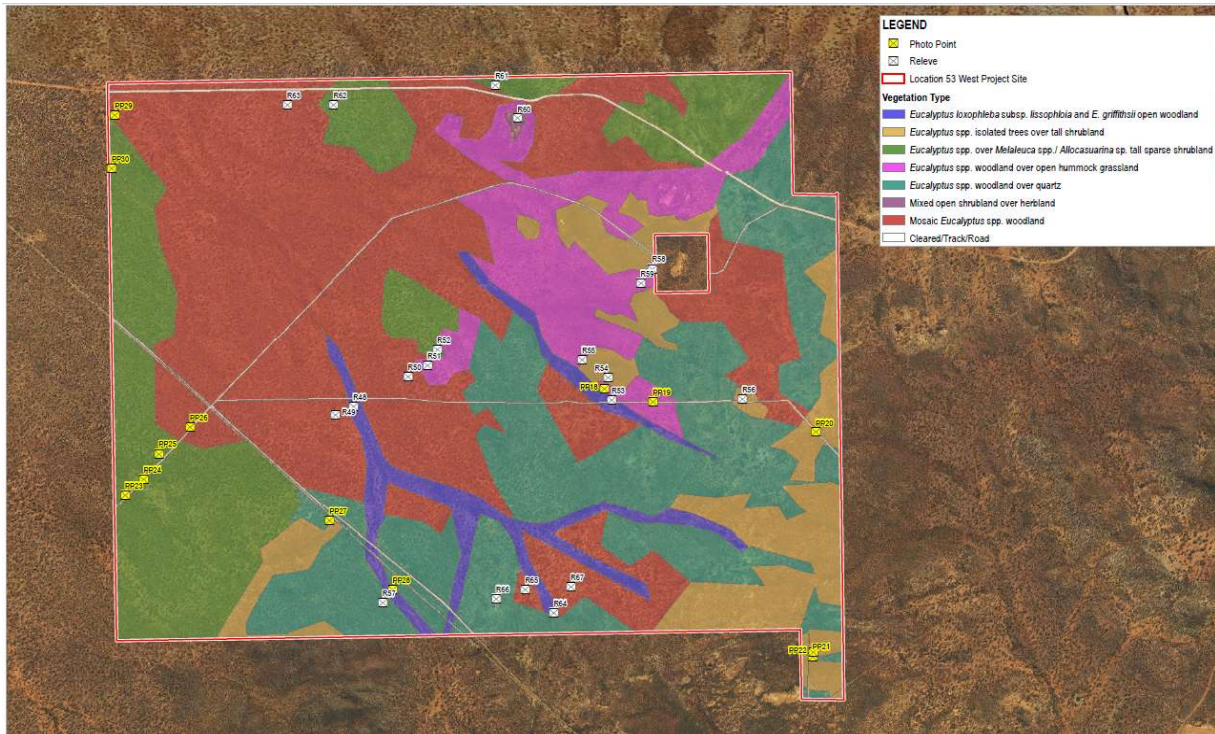 LEGEND
Photo Point
Releve
Location 53 West Project Site
Vegetation Type
Eucalyptus loxophleba subsp. lissophloia and E. griffithsii open woodland
Eucalyptus spp. isolated trees over tall shrubland
Eucalyptus spp. over Melaleuca spp./ Allocasuarina sp. tall sparse shrubland
Eucalyptus spp. woodland over open hummock grassland
Eucalyptus spp. woodland over quartz
Mixed open shrubland over herbland
Mosaic Eucalyptus spp. woodland
Cleared/Track/Road
R61
R63
R62
PP29
R60
PP30
R58
R59
R52
R55
R51
R50
R54
PP18
R53
PP19
R56
R48
R49
PP26
PP20
PP25
PP24
PP23
PP27
PP28
R57
R66
R65
R67
R64
PP22
PP21